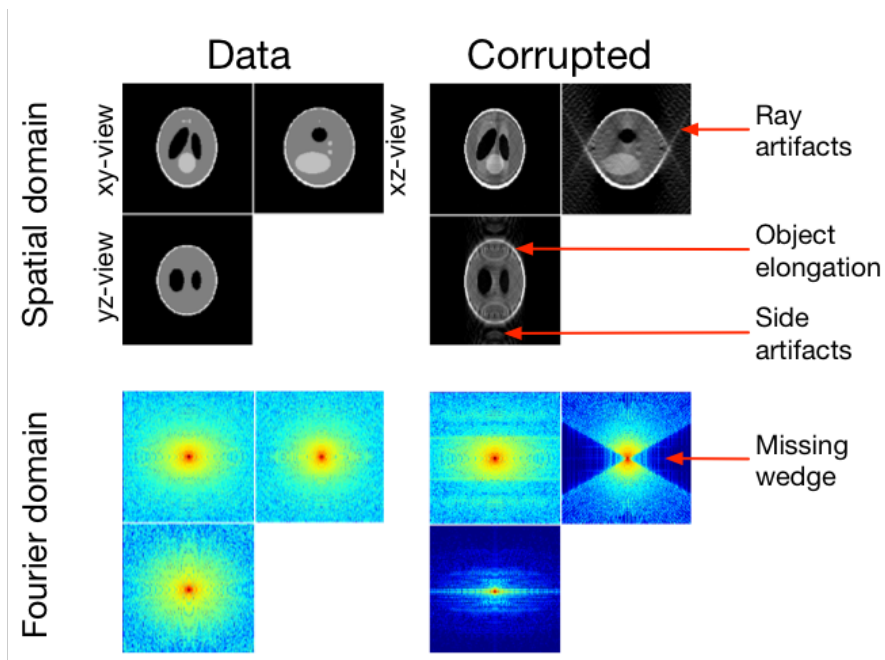 Data
Corrupted
Spatial domain
xy-view
xz-view
yz-view
Ray
artifacts
Object
elongation
Side
artifacts
Fourier domain
Missing
wedge